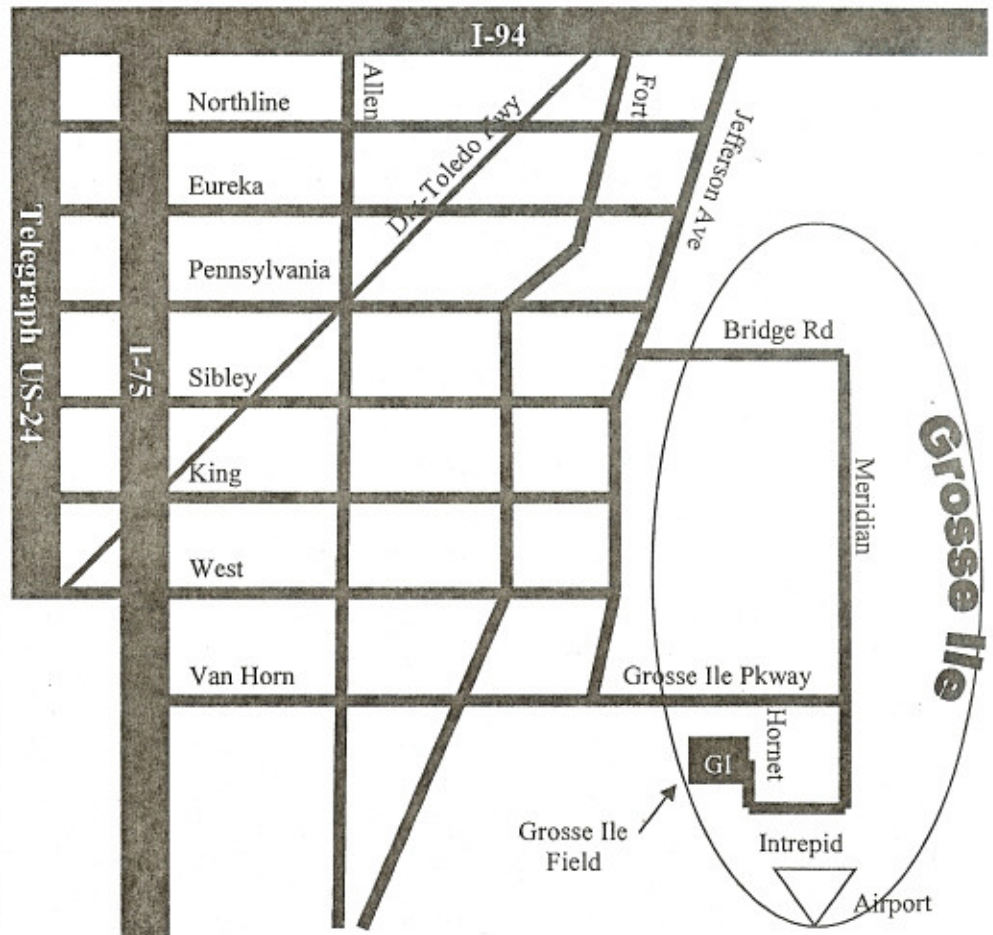 I-94
Allen
Fort
Northline
Jefferson Ave
Dix-Toledo Hwy
Eureka
Telegraph US-24
Pennsylvania
Bridge Rd
I-75
Sibley
Grosse Ile
King
Meridian
West
Van Horn
Grosse Ile Pkway
Hornet
GI
Grosse Ile
Field
Intrepid
Airport